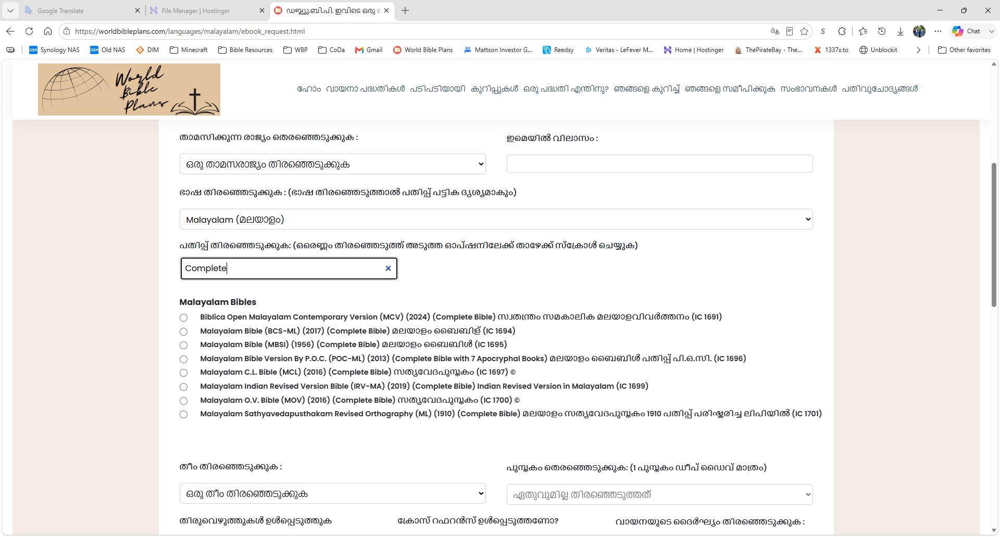 Google Translate
File Manager | Hostinger
ഡബ്ല്യു.ബി.പി. ഇവിടെ ഒരു
https://worldbibleplans.com/languages/malayalam/ebook_request.html
Chat
Synology NAS
Old NAS
DIM
Minecraft
Bible Resources
WBP
CoDa
Gmail
World Bible Plans
Mattson Investor G...
Reedsy
Veritas - LeFever M...
Home | Hostinger
ThePirateBay - The...
1337x.to
Unblockit
Other favorites
World
Bible
Plans
ഹോം വായനാ പദ്ധതികൾ പടിപടിയായി കുറിപ്പുകൾ ഒരു പദ്ധതി എന്തിനു? ഞങ്ങളെ കുറിച്ച് ഞങ്ങളെ സമീപിക്കുക സംഭാവനകൾ പതിവുചോദ്യങ്ങൾ
താമസിക്കുന്ന രാജ്യം തെരഞ്ഞെടുക്കുക :
ഇമെയിൽ വിലാസം :
ഒരു താമസരാജ്യം തിരഞ്ഞെടുക്കുക
ഭാഷ തിരഞ്ഞെടുക്കുക : (ഭാഷ തിരഞ്ഞെടുത്താൽ പതിപ്പ് പട്ടിക ദൃശ്യമാകും)
Malayalam (മലയാളം)
പതിപ്പ് തിരഞ്ഞെടുക്കുക: (ഒരെണ്ണം തിരഞ്ഞെടുത്ത് അടുത്ത ഓപ്ഷനിലേക്ക് താഴേക്ക് സ്ക്രോൾ ചെയ്യുക)
Complete
Malayalam Bibles
Biblica Open Malayalam Contemporary Version (MCV) (2024) (Complete Bible) സ്വതന്ത്രം സമകാലിക മലയാളവിവർത്തനം (IC 1691)
Malayalam Bible (BCS-ML) (2017) (Complete Bible) മലയാളം ബൈബിള് (IC 1694)
Malayalam Bible (MBSI) (1956) (Complete Bible) മലയാളം ബൈബിൾ (IC 1695)
Malayalam Bible Version By P.O.C. (POC-ML) (2013) (Complete Bible with 7 Apocryphal Books) മലയാളം ബൈബിൾ പതിപ്പ് പി.ഒ.സി. (IC 1696)
Malayalam C.L. Bible (MCL) (2016) (Complete Bible) സത്യവേദപുസ്തകം (IC 1697) ©
Malayalam Indian Revised Version Bible (IRV-MA) (2019) (Complete Bible) Indian Revised Version in Malayalam (IC 1699)
Malayalam O.V. Bible (MOV) (2016) (Complete Bible) സത്യവേദപുസ്തകം (IC 1700) ©
Malayalam Sathyavedapusthakam Revised Orthography (ML) (1910) (Complete Bible) മലയാളം സത്യവേദപുസ്തകം 1910 പതിപ്പ് പരിഷ്കരിച്ച ലിപിയിൽ (IC 1701)
തീം തിരഞ്ഞെടുക്കുക :
പുസ്തകം തെരഞ്ഞെടുക്കുക: (1 പുസ്തകം ഡീപ് ഡൈവ് മാത്രം)
ഒരു തീം തിരഞ്ഞെടുക്കുക
ഏതുവുമില്ല തിരഞ്ഞെടുത്തത്
തിരുവെഴുത്തുകൾ ഉൾപ്പെടുത്തുക
ക്രോസ് റഫറൻസ് ഉൾപ്പെടുത്തണോ?
വായനയുടെ ദൈർഘ്യം തിരഞ്ഞെടുക്കുക :